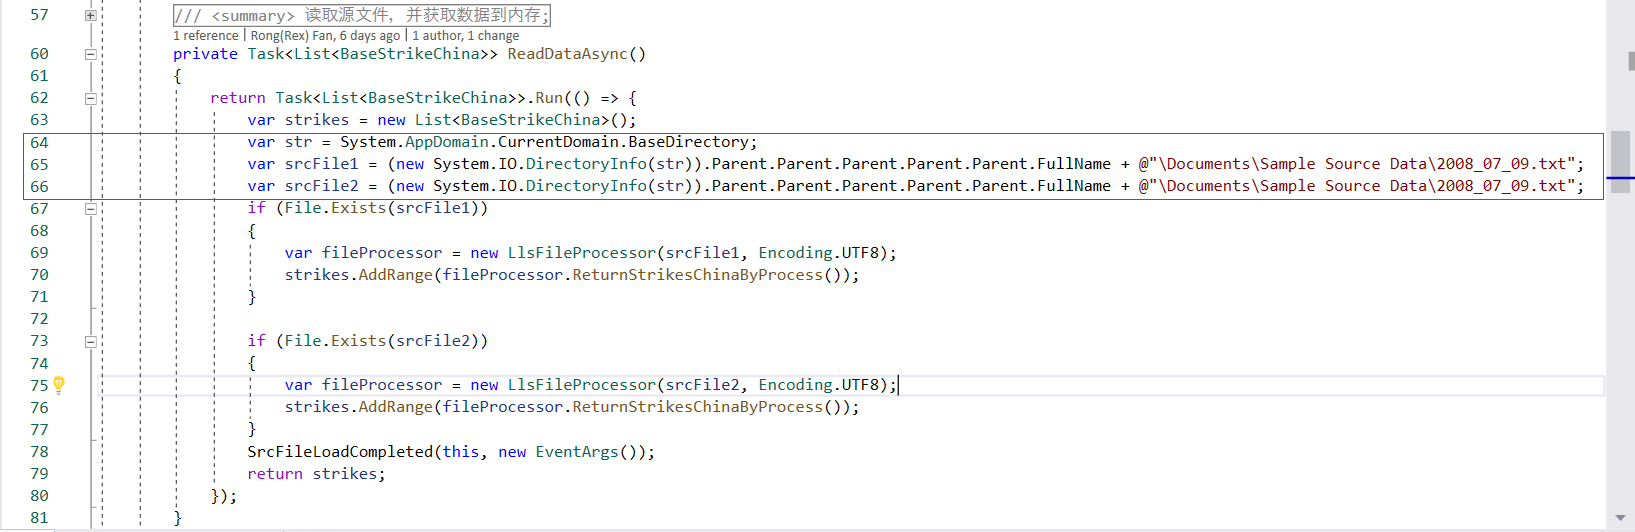 57 /// <summary> 读取源文件, 并获取数据到内存;
1 reference | Rong(Rex) Fan, 6 days ago | 1 author, 1 change
60 private Task<List<BaseStrikeChina>> ReadDataAsync()
61 {
62 return Task<List<BaseStrikeChina>>.Run(() => {
63 var strikes = new List<BaseStrikeChina>();
64 var str = System.AppDomain.CurrentDomain.BaseDirectory;
65 var srcFile1 = (new System.IO.DirectoryInfo(str)).Parent.Parent.Parent.Parent.Parent.FullName + @"\Documents\Sample Source Data\2008_07_09.txt";
66 var srcFile2 = (new System.IO.DirectoryInfo(str)).Parent.Parent.Parent.Parent.Parent.FullName + @"\Documents\Sample Source Data\2008_07_09.txt";
67 if (File.Exists(srcFile1))
68 {
69 var fileProcessor = new LlsFileProcessor(srcFile1, Encoding.UTF8);
70 strikes.AddRange(fileProcessor.ReturnStrikesChinaByProcess());
71 }
72
73 if (File.Exists(srcFile2))
74 {
75 var fileProcessor = new LlsFileProcessor(srcFile2, Encoding.UTF8);
76 strikes.AddRange(fileProcessor.ReturnStrikesChinaByProcess());
77 }
78 SrcFileLoadCompleted(this, new EventArgs());
79 return strikes;
80 });
81 }